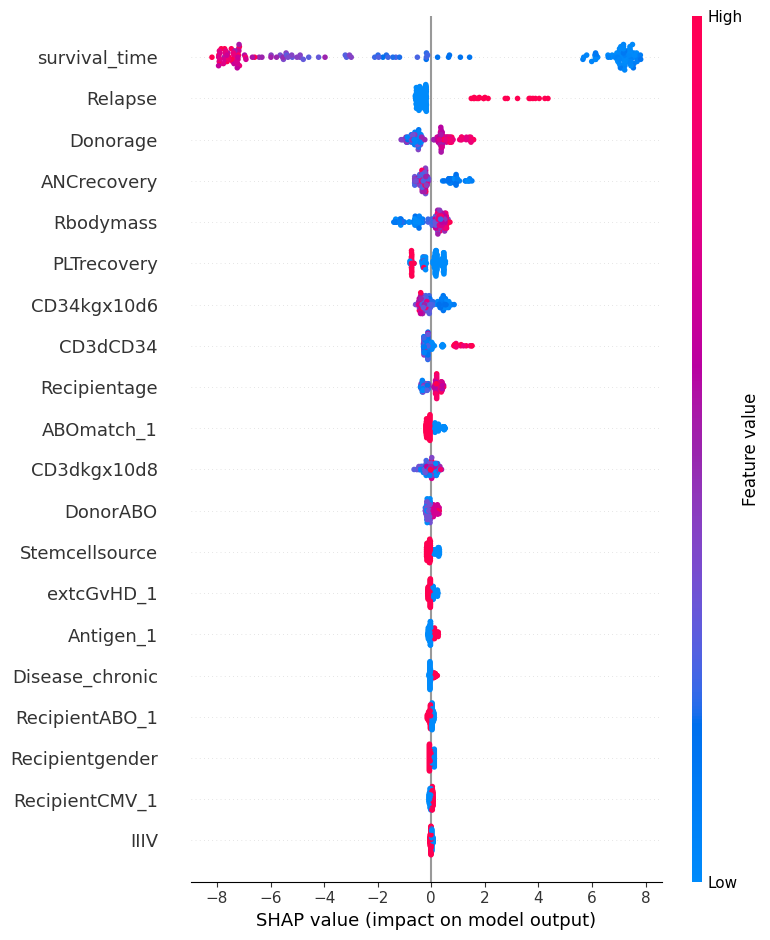 High
survival_time
Relapse
Donorage
ANCrecovery
Rbodymass
PLTrecovery
CD34kgx10d6
CD3dCD34
Recipientage
ABOmatch_1
CD3dkgx10d8
DonorABO
Stemcellsource
extcGvHD_1
Antigen_1
Disease_chronic
RecipientABO_1
Recipientgender
RecipientCMV_1
IIIV
Feature value
Low
−8 −6 −4 −2 0 2 4 6 8
SHAP value (impact on model output)